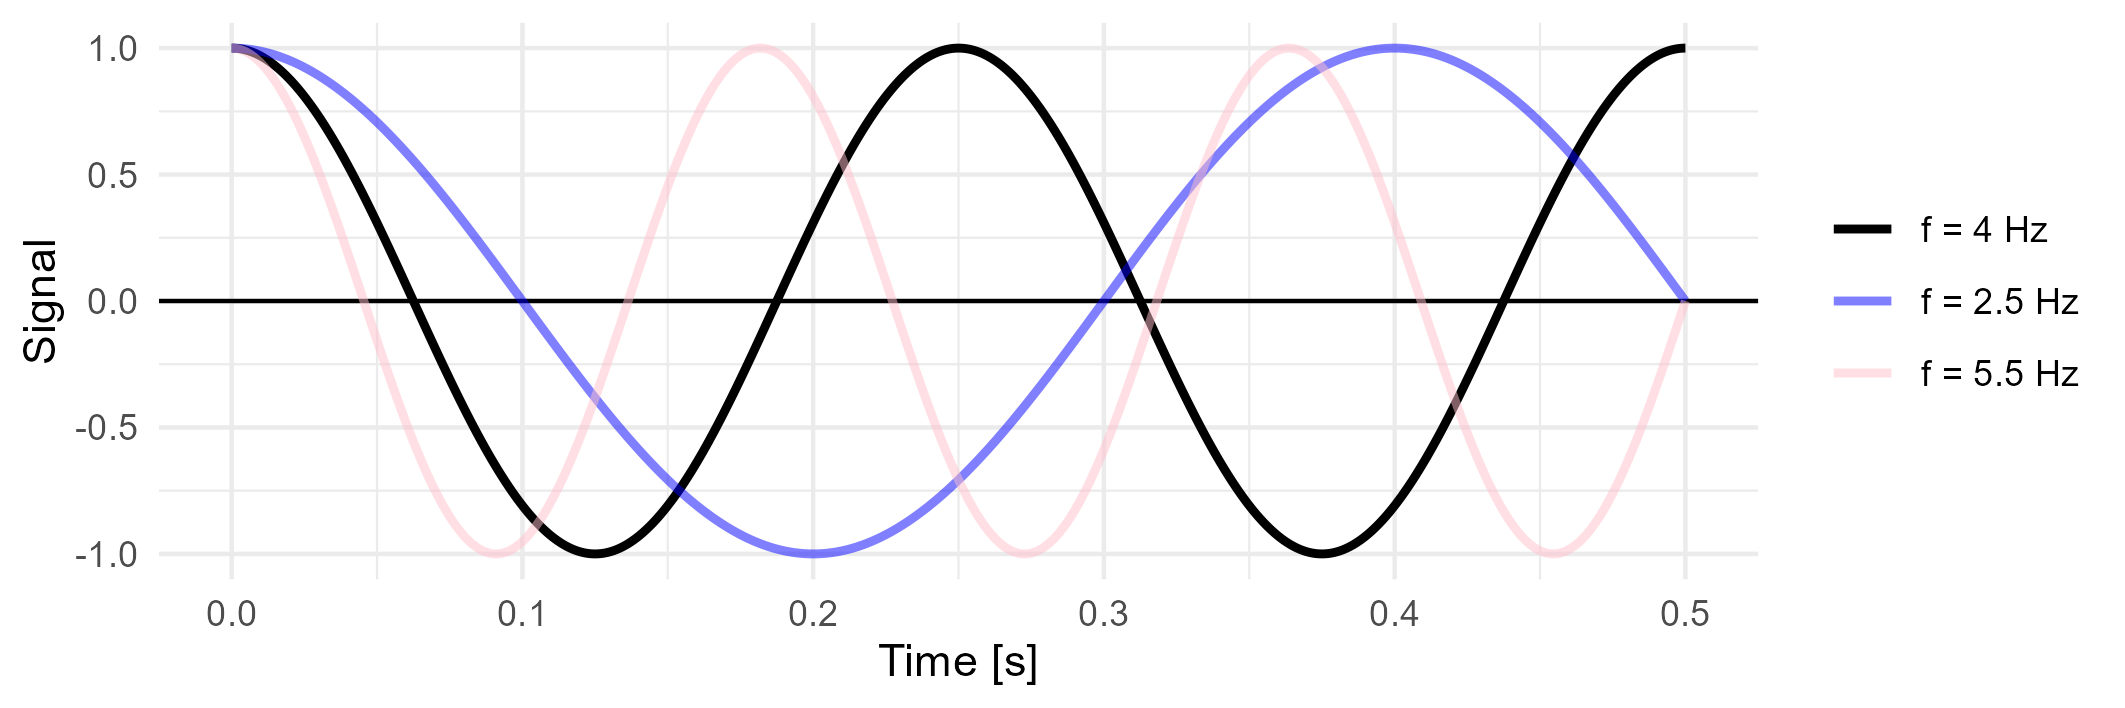 1.0
0.5
0.0
-0.5
-1.0
Signal
0.0 0.1 0.2 0.3 0.4 0.5
Time [s]
f = 4 Hz
f = 2.5 Hz
f = 5.5 Hz